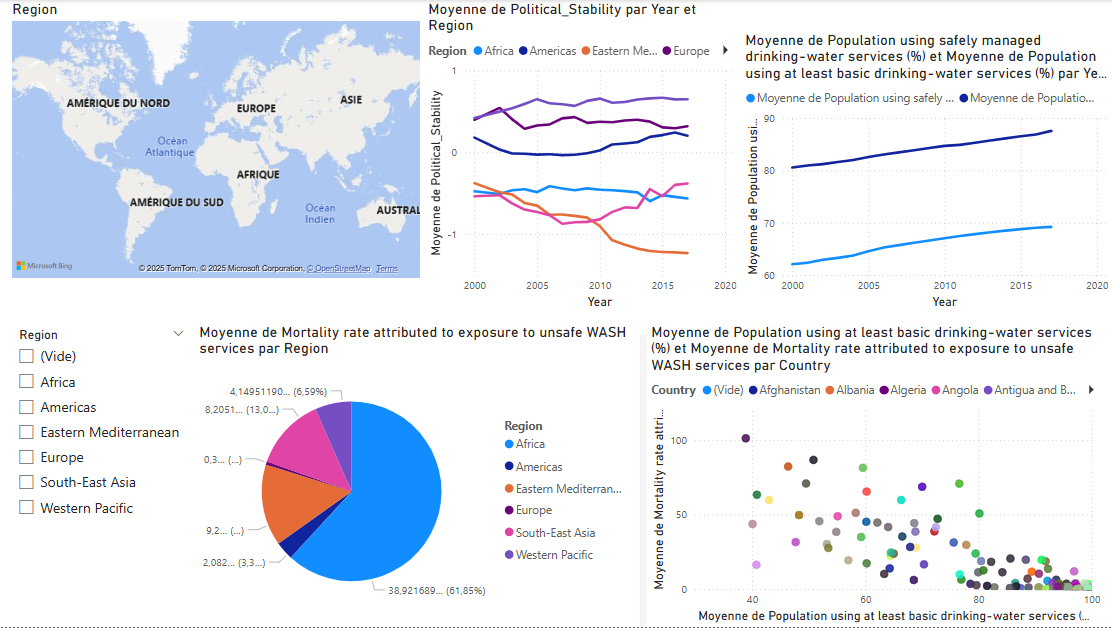 Region
AMÉRIQUE DU NORD
EUROPE
ASIE
Océan
Atlantique
AFRIQUE
AMÉRIQUE DU SUD
Océan
Indien
AUSTRAL
Microsoft Bing
© 2025 TomTom, © 2025 Microsoft Corporation, © OpenStreetMap Terms
Moyenne de Political_Stability par Year et
Region
Region Africa Americas Eastern Me... Europe
Moyenne de Political_Stability
1
0
-1
2000 2005 2010 2015 2020
Year
Moyenne de Population using safely managed
drinking-water services (%) et Moyenne de Population
using at least basic drinking-water services (%) par Ye...
Moyenne de Population using safely ... Moyenne de Populatio...
Moyenne de Population usi...
90
80
70
60
2000 2005 2010 2015 2020
Year
Region
(Vide)
Africa
Americas
Eastern Mediterranean
Europe
South-East Asia
Western Pacific
Moyenne de Mortality rate attributed to exposure to unsafe WASH
services par Region
4,14951190... (6,59%)
8,2051... (13,0...)
0,3... (...)
9,2... (...)
2,082... (3,3...)
38,921689... (61,85%)
Region
Africa
Americas
Eastern Mediterran...
Europe
South-East Asia
Western Pacific
Moyenne de Population using at least basic drinking-water services
(%) et Moyenne de Mortality rate attributed to exposure to unsafe
WASH services par Country
Country (Vide) Afghanistan Albania Algeria Angola Antigua and B...
Moyenne de Mortality rate attri...
100
50
0
40 60 80 100
Moyenne de Population using at least basic drinking-water services (...